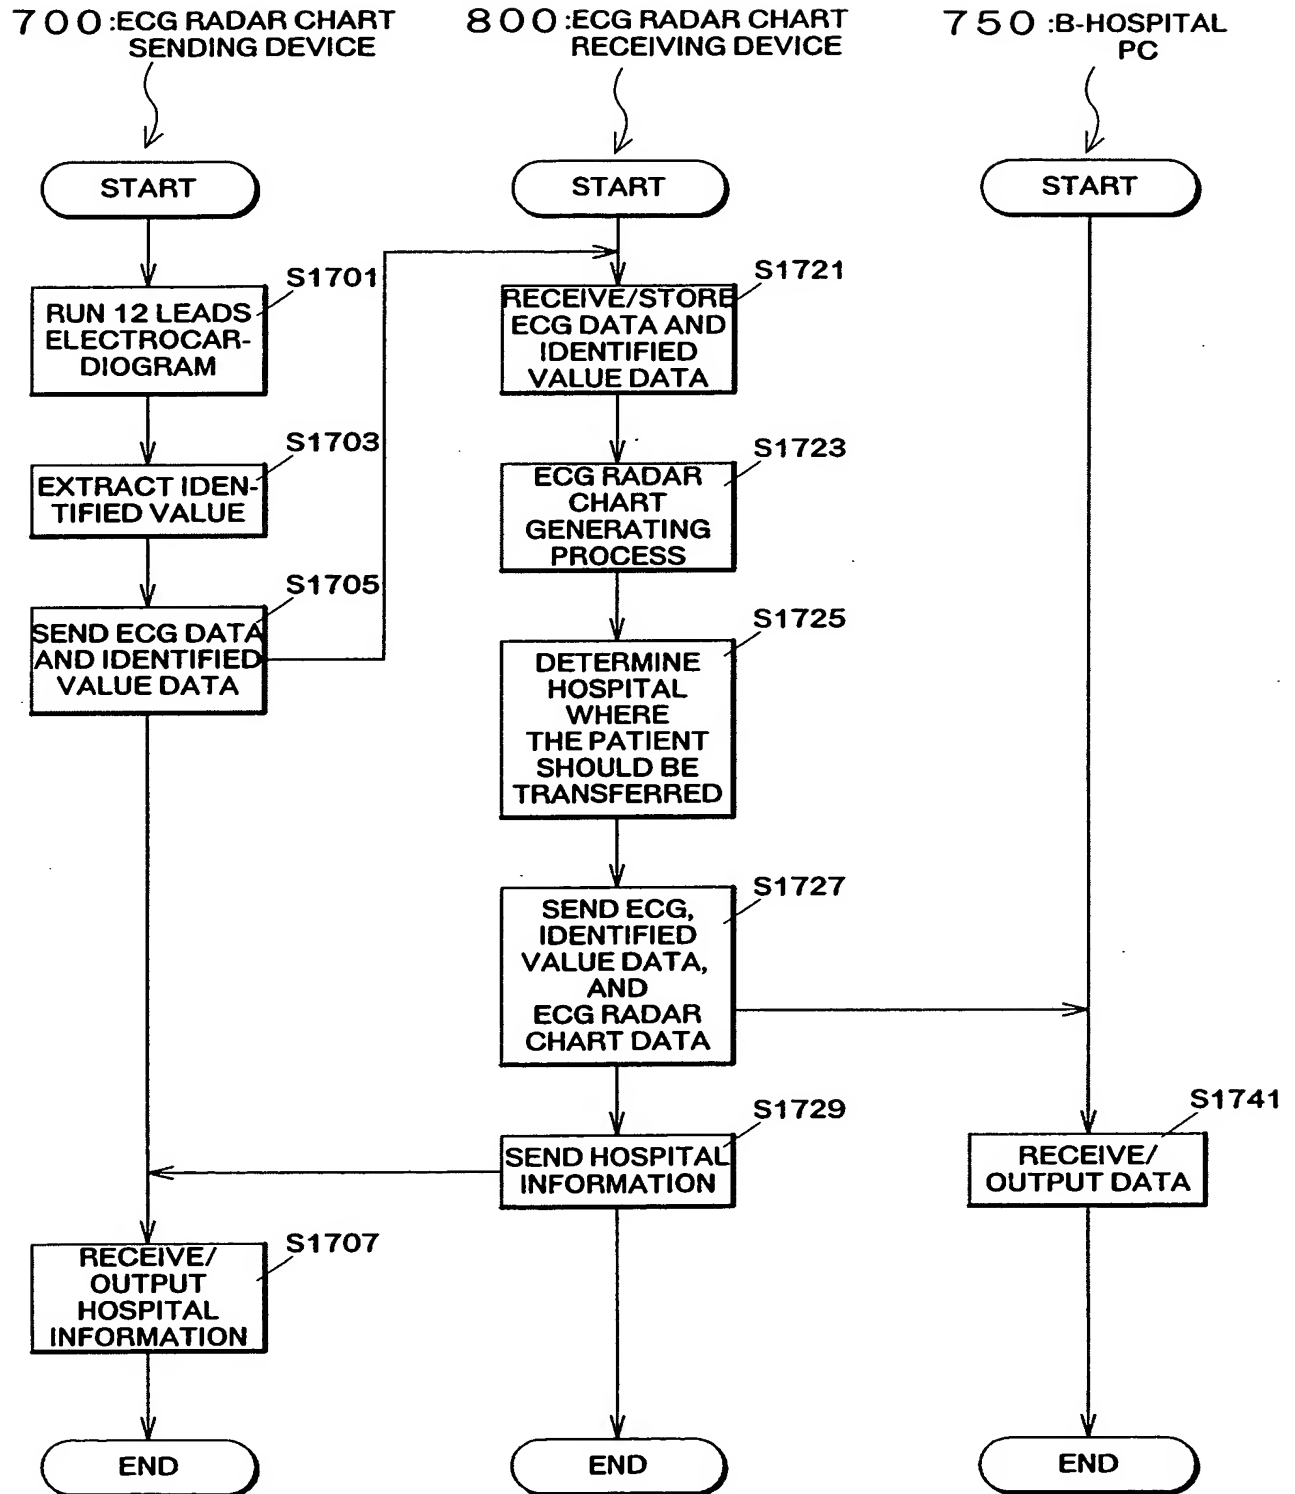 700:ECG RADAR CHART
SENDING DEVICE
800:ECG RADAR CHART
RECEIVING DEVICE
750:B-HOSPITAL
PC
START
S1701
RUN 12 LEADS
ELECTROCAR-
DIOGRAM
S1703
EXTRACT IDEN-
TIFIED VALUE
S1705
SEND ECG DATA
AND IDENTIFIED
VALUE DATA
S1707
RECEIVE/
OUTPUT
HOSPITAL
INFORMATION
END
START
S1721
RECEIVE/STORE
ECG DATA AND
IDENTIFIED
VALUE DATA
S1723
ECG RADAR
CHART
GENERATING
PROCESS
S1725
DETERMINE
HOSPITAL
WHERE
THE PATIENT
SHOULD BE
TRANSFERRED
S1727
SEND ECG,
IDENTIFIED
VALUE DATA,
AND
ECG RADAR
CHART DATA
S1729
SEND HOSPITAL
INFORMATION
END
START
S1741
RECEIVE/
OUTPUT DATA
END